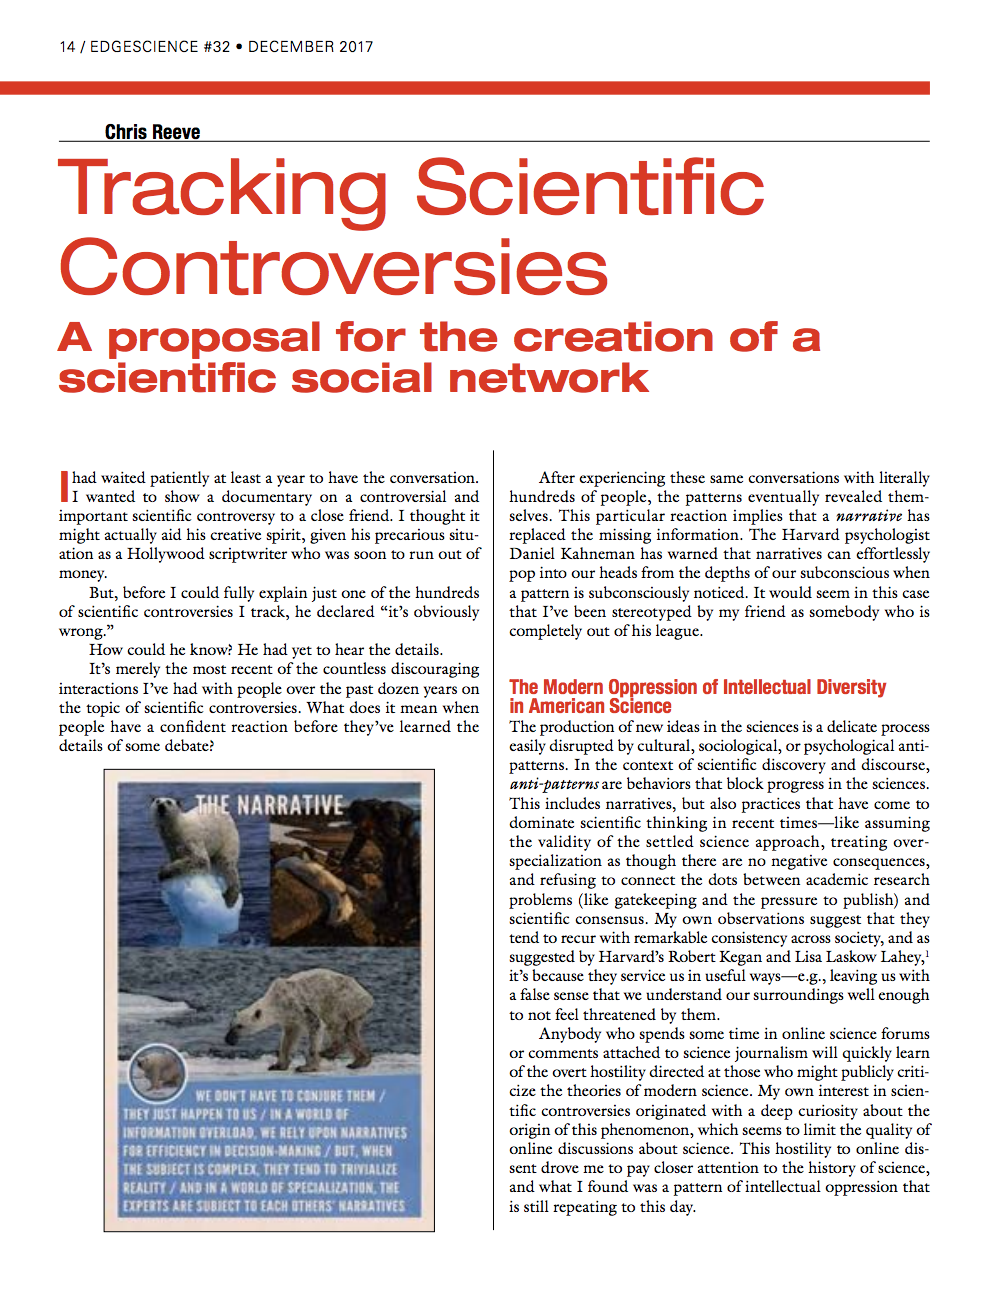 14 / EDGESCIENCE #32 • DECEMBER 2017
Chris Reeve
Tracking Scientific
Controversies
A proposal for the creation of a
scientific social network
I had waited patiently at least a year to have the conversation.
I wanted to show a documentary on a controversial and
important scientific controversy to a close friend. I thought it
might actually aid his creative spirit, given his precarious situ-
ation as a Hollywood scriptwriter who was soon to run out of
money.
But, before I could fully explain just one of the hundreds
of scientific controversies I track, he declared “it’s obviously
wrong.”
How could he know? He had yet to hear the details.
It’s merely the most recent of the countless discouraging
interactions I’ve had with people over the past dozen years on
the topic of scientific controversies. What does it mean when
people have a confident reaction before they’ve learned the
details of some debate?
THE NARRATIVE
WE DON'T HAVE TO CONJURE THEM /
THEY JUST HAPPEN TO US / IN A WORLD OF
INFORMATION OVERLOAD, WE RELY UPON NARRATIVES
FOR EFFICIENCY IN DECISION-MAKING / BUT, WHEN
THE SUBJECT IS COMPLEX, THEY TEND TO TRIVIALIZE
REALITY / AND IN A WORLD OF SPECIALIZATION, THE
EXPERTS ARE SUBJECT TO EACH OTHERS' NARRATIVES
After experiencing these same conversations with literally
hundreds of people, the patterns eventually revealed them-
selves. This particular reaction implies that a narrative has
replaced the missing information. The Harvard psychologist
Daniel Kahneman has warned that narratives can effortlessly
pop into our heads from the depths of our subconscious when
a pattern is subconsciously noticed. It would seem in this case
that I’ve been stereotyped by my friend as somebody who is
completely out of his league.
The Modern Oppression of Intellectual Diversity
in American Science
The production of new ideas in the sciences is a delicate process
easily disrupted by cultural, sociological, or psychological anti-
patterns. In the context of scientific discovery and discourse,
anti-patterns are behaviors that block progress in the sciences.
This includes narratives, but also practices that have come to
dominate scientific thinking in recent times—like assuming
the validity of the settled science approach, treating over-
specialization as though there are no negative consequences,
and refusing to connect the dots between academic research
problems (like gatekeeping and the pressure to publish) and
scientific consensus. My own observations suggest that they
tend to recur with remarkable consistency across society, and as
suggested by Harvard’s Robert Kegan and Lisa Laskow Lahey,1
it’s because they service us in useful ways—e.g., leaving us with
a false sense that we understand our surroundings well enough
to not feel threatened by them.
Anybody who spends some time in online science forums
or comments attached to science journalism will quickly learn
of the overt hostility directed at those who might publicly criti-
cize the theories of modern science. My own interest in scien-
tific controversies originated with a deep curiosity about the
origin of this phenomenon, which seems to limit the quality of
online discussions about science. This hostility to online dis-
sent drove me to pay closer attention to the history of science,
and what I found was a pattern of intellectual oppression that
is still repeating to this day.